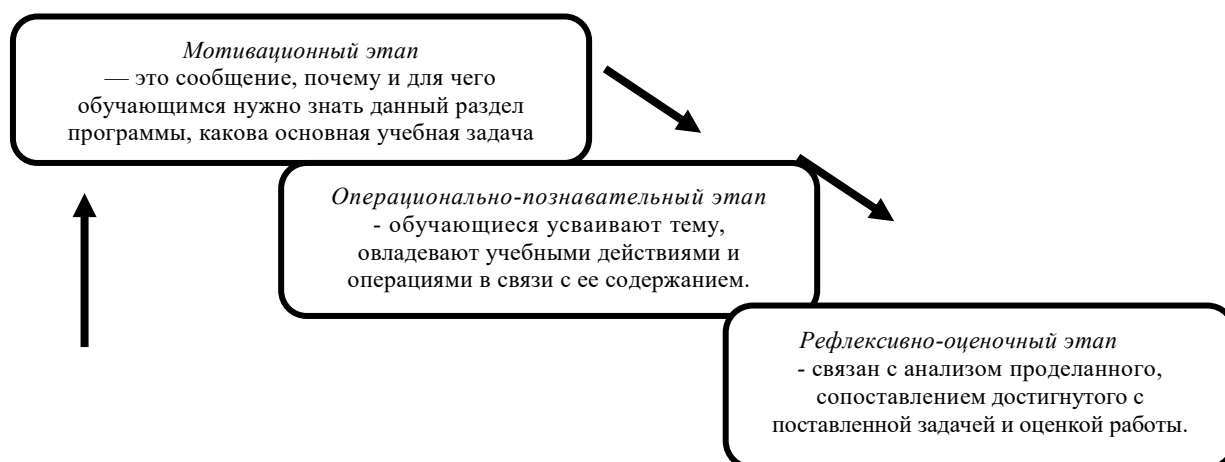 Мотивационный этап
— это сообщение, почему и для чего
обучающимся нужно знать данный раздел
программы, какова основная учебная задача
Операционально-познавательный этап
- обучающиеся усваивают тему,
овладевают учебными действиями и
операциями в связи с ее содержанием.
Рефлексивно-оценочный этап
- связан с анализом проделанного,
сопоставлением достигнутого с
поставленной задачей и оценкой работы.